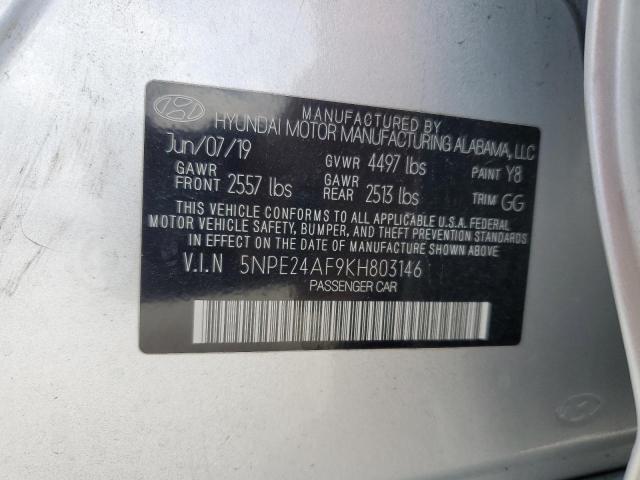 MANUFACTURED BY
HYUNDAI MOTOR MANUFACTURING ALABAMA, LLC
Jun/07/19 GVWR 4497 lbs PAINT Y8
GAWR FRONT 2557 lbs GAWR REAR 2513 lbs TRIM GG
THIS VEHICLE CONFORMS TO ALL APPLICABLE U.S.A. FEDERAL
MOTOR VEHICLE SAFETY, BUMPER, AND THEFT PREVENTION STANDARDS
IN EFFECT ON THE DATE OF MANUFACTURE SHOWN ABOVE.
V.I.N 5NPE24AF9KH803146
PASSENGER CAR